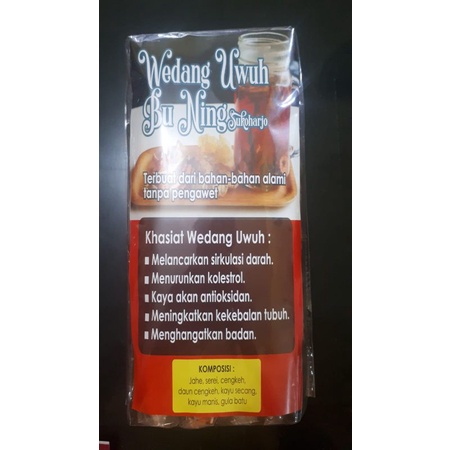 Wedang Uwuh
Bu Ning Sukoharjo
Terbuat dari bahan-bahan alami
tanpa pengawet
Khasiat Wedang Uwuh :
▪ Melancarkan sirkulasi darah.
▪ Menurunkan kolestrol.
▪ Kaya akan antioksidan.
▪ Meningkatkan kekebalan tubuh.
▪ Menghangatkan badan.
KOMPOSISI :
Jahe, serei, cengkeh,
daun cengkeh, kayu secang,
kayu manis, gula batu